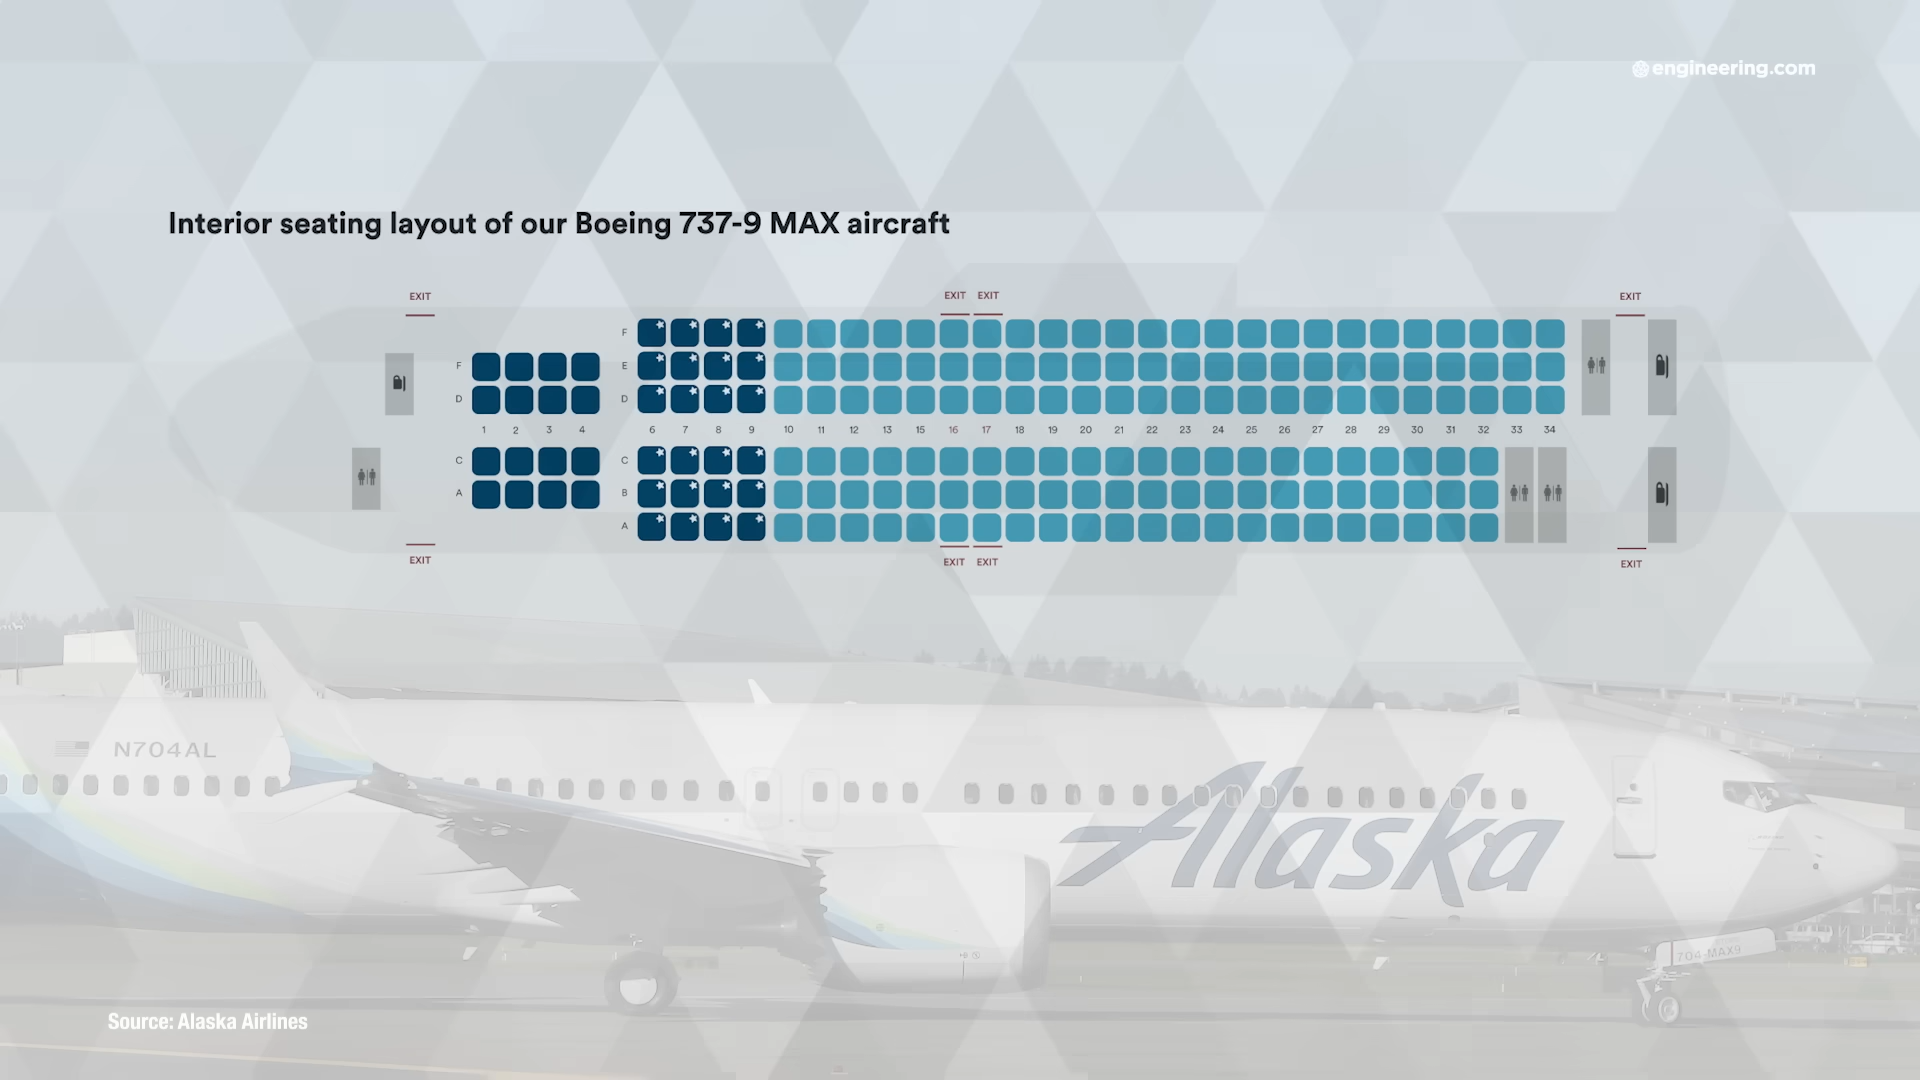 engineering.com
Interior seating layout of our Boeing 737-9 MAX aircraft
EXIT
EXIT EXIT
EXIT
F
F
E
D
D
1 2 3 4 6 7 8 9 10 11 12 13 15 16 17 18 19 20 21 22 23 24 25 26 27 28 29 30 31 32 33 34
C
C
A
B
A
EXIT
EXIT EXIT
EXIT
N704AL
Alaska
704-MAX9
Source: Alaska Airlines